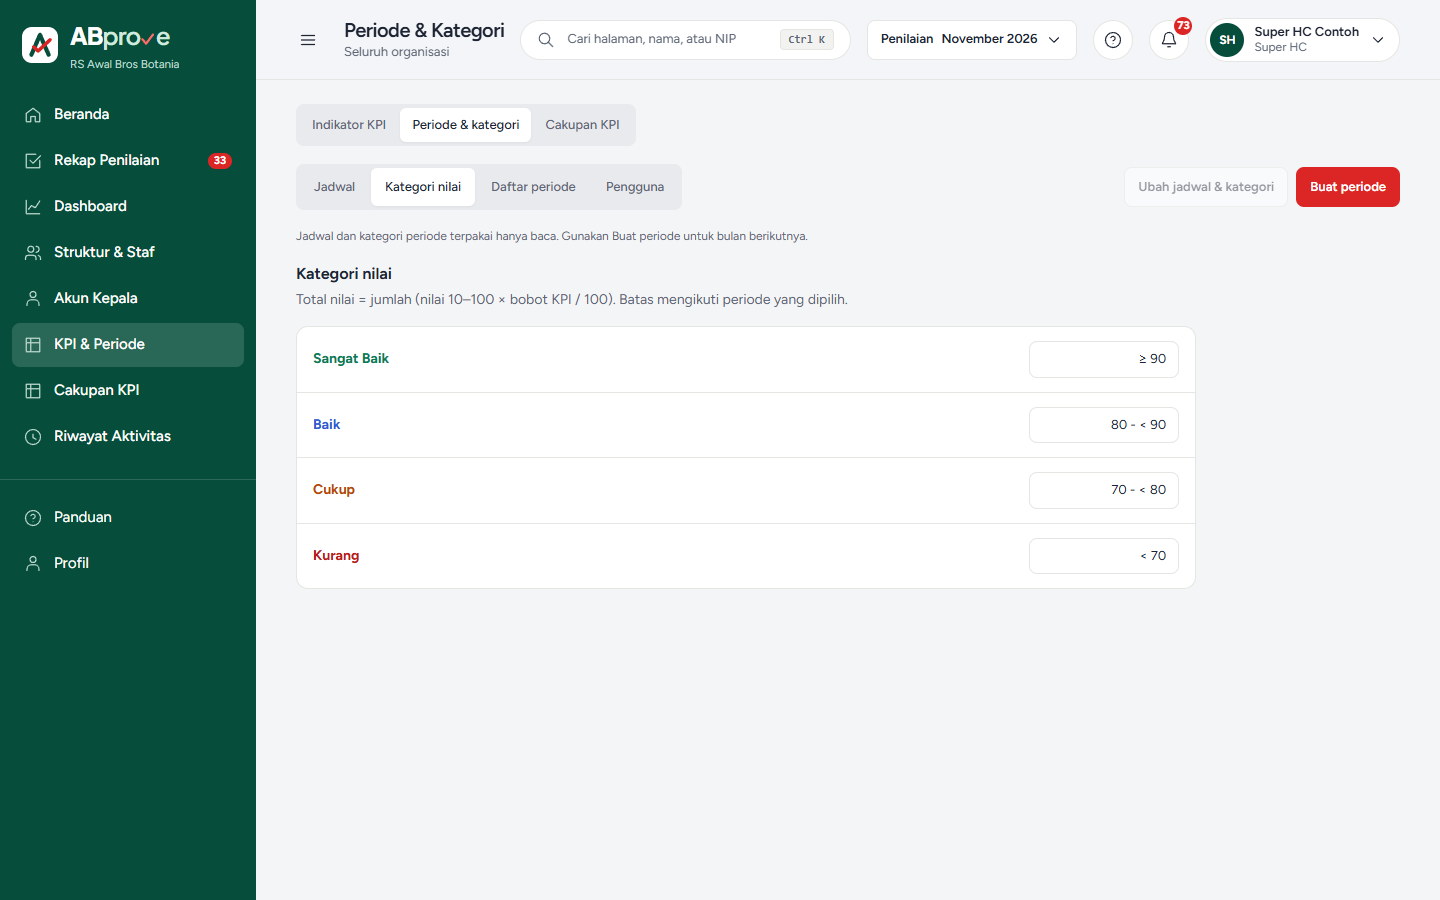 ABprove
RS Awal Bros Botania
Beranda
Rekap Penilaian 33
Dashboard
Struktur & Staf
Akun Kepala
KPI & Periode
Cakupan KPI
Riwayat Aktivitas
Panduan
Profil
Periode & Kategori
Seluruh organisasi
Cari halaman, nama, atau NIP Ctrl K
Penilaian November 2026
73
SH
Super HC Contoh
Super HC
Indikator KPI Periode & kategori Cakupan KPI
Jadwal Kategori nilai Daftar periode Pengguna
Ubah jadwal & kategori Buat periode
Jadwal dan kategori periode terpakai hanya baca. Gunakan Buat periode untuk bulan berikutnya.
Kategori nilai
Total nilai = jumlah (nilai 10–100 × bobot KPI / 100). Batas mengikuti periode yang dipilih.
Sangat Baik ≥ 90
Baik 80 - < 90
Cukup 70 - < 80
Kurang < 70